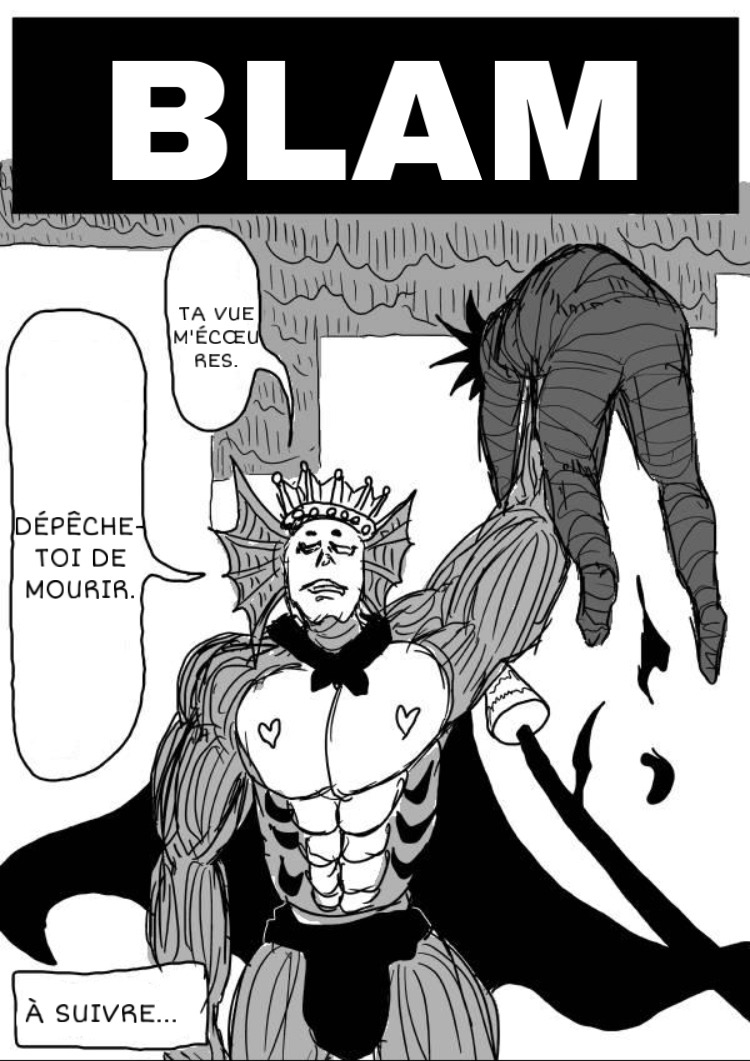 BLAM
TA VUE
M'ÉCŒU
RES.
DÉPÊCHE-
TOI DE
MOURIR.
À SUIVRE...